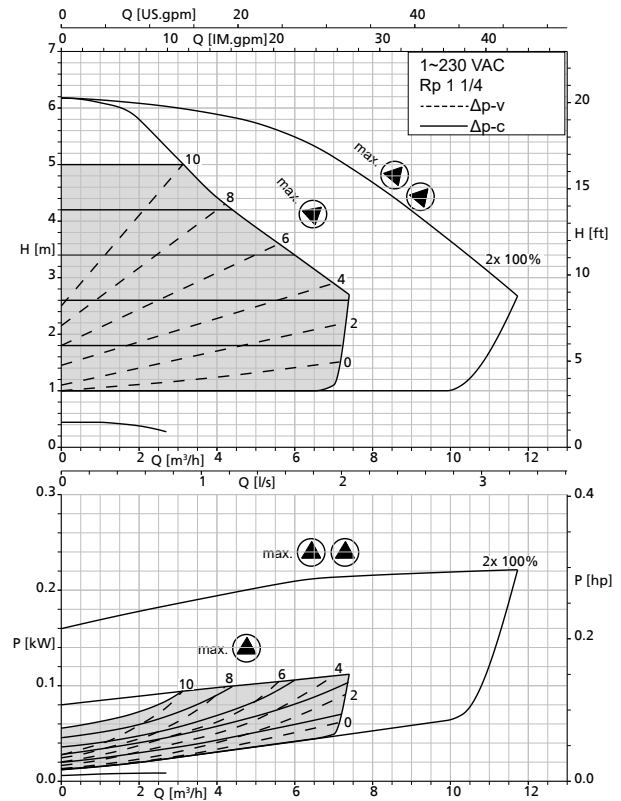 Q [US.gpm]
0 20 40
0 10 20 30 40
Q [IM.gpm]
1~230 VAC
Rp 1 1/4
Δp-v
Δp-c
7
6
5
4
H [m]
3
2
1
0
20
15
H [ft]
10
5
0
max.
max.
10
8
6
4
2
0
2x 100%
0 2 4 6 8 10 12
Q [m³/h]
0 1 2 3
Q [l/s]
0.3
0.2
P [kW]
0.1
0.0
0.4
P [hp]
0.2
0.0
max.
2x 100%
max.
10
8
6
4
2
0
0 2 4 6 8 10 12
Q [m³/h]